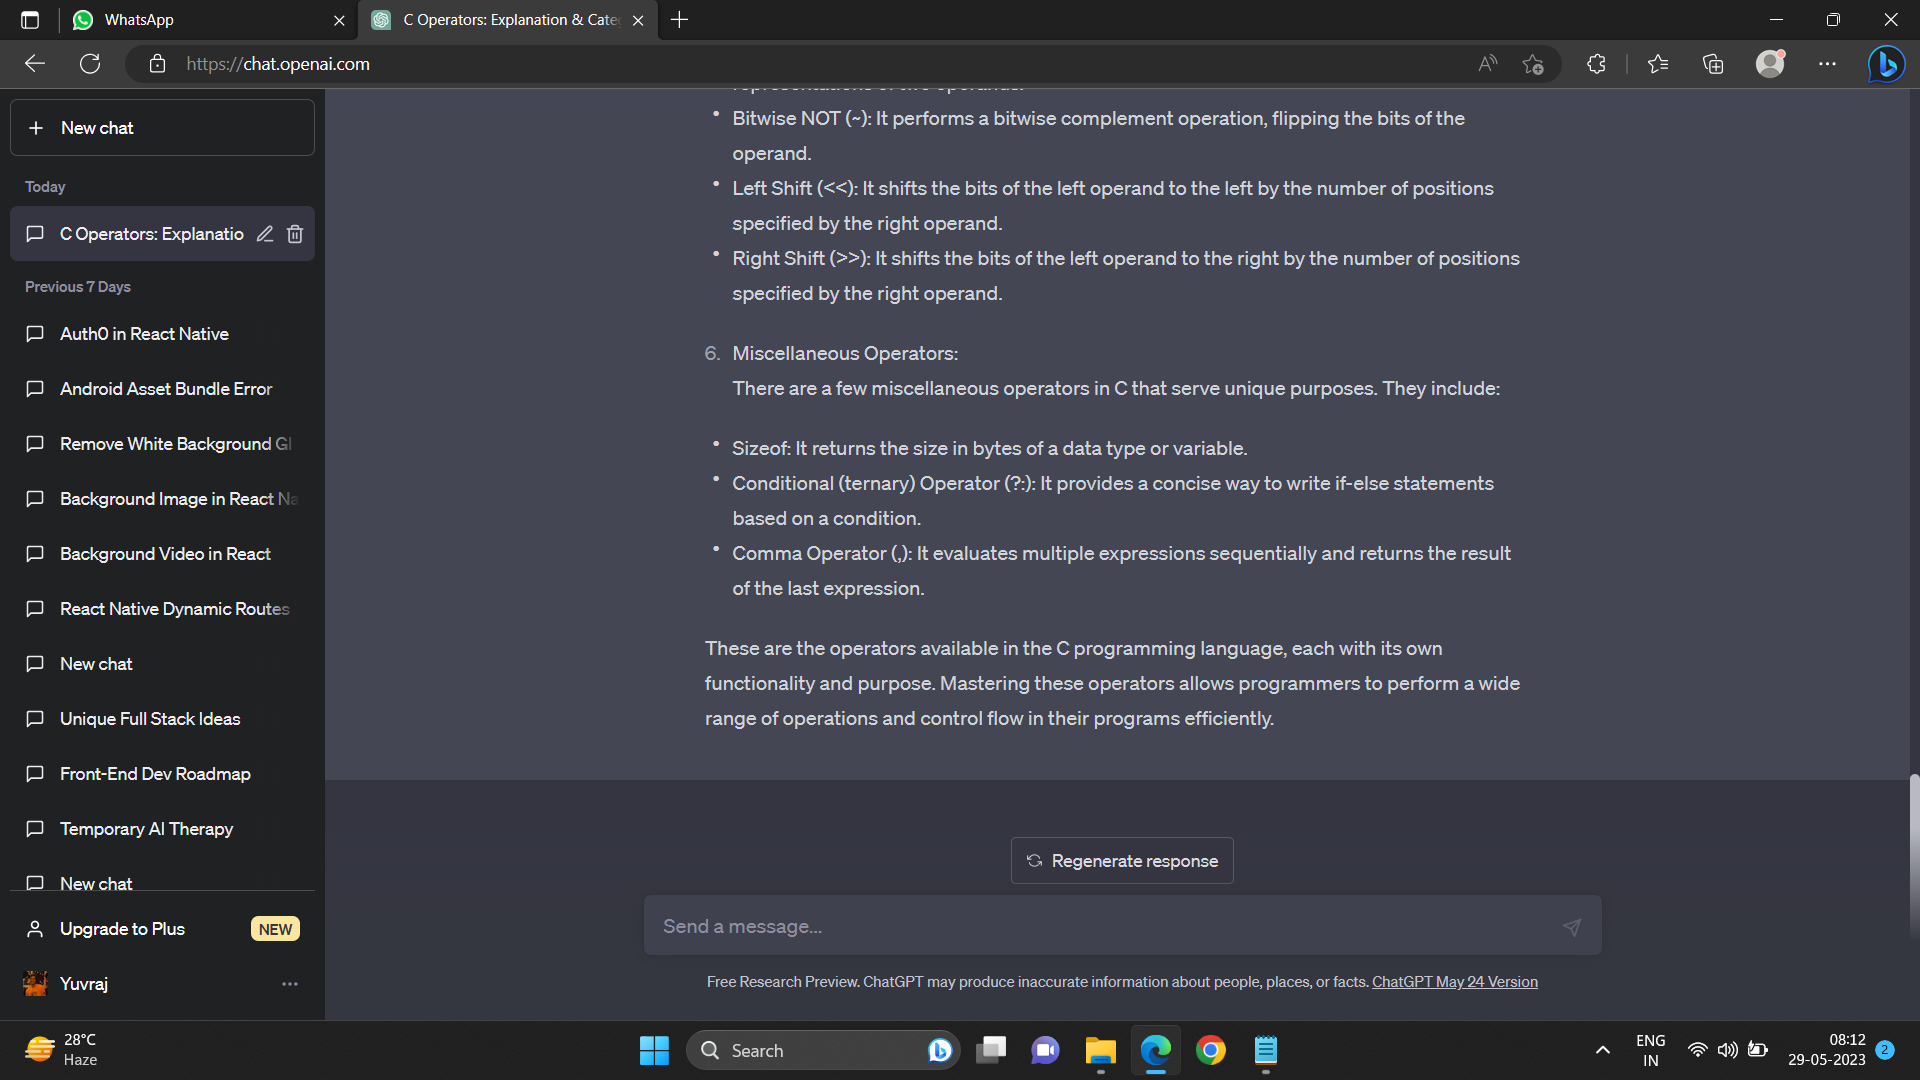 WhatsApp
C Operators: Explanation & Cate
https://chat.openai.com
New chat
Today
C Operators: Explanatio
Previous 7 Days
Auth0 in React Native
Android Asset Bundle Error
Remove White Background Gl
Background Image in React Na
Background Video in React
React Native Dynamic Routes
New chat
Unique Full Stack Ideas
Front-End Dev Roadmap
Temporary AI Therapy
New chat
Upgrade to Plus NEW
Yuvraj
representations of two operands.
• Bitwise NOT (~): It performs a bitwise complement operation, flipping the bits of the
operand.
• Left Shift (<<): It shifts the bits of the left operand to the left by the number of positions
specified by the right operand.
• Right Shift (>>): It shifts the bits of the left operand to the right by the number of positions
specified by the right operand.
6. Miscellaneous Operators:
There are a few miscellaneous operators in C that serve unique purposes. They include:
• Sizeof: It returns the size in bytes of a data type or variable.
• Conditional (ternary) Operator (?:): It provides a concise way to write if-else statements
based on a condition.
• Comma Operator (,): It evaluates multiple expressions sequentially and returns the result
of the last expression.
These are the operators available in the C programming language, each with its own
functionality and purpose. Mastering these operators allows programmers to perform a wide
range of operations and control flow in their programs efficiently.
Regenerate response
Send a message...
Free Research Preview. ChatGPT may produce inaccurate information about people, places, or facts. ChatGPT May 24 Version
28°C
Haze
Search
ENG
IN
08:12
29-05-2023
2